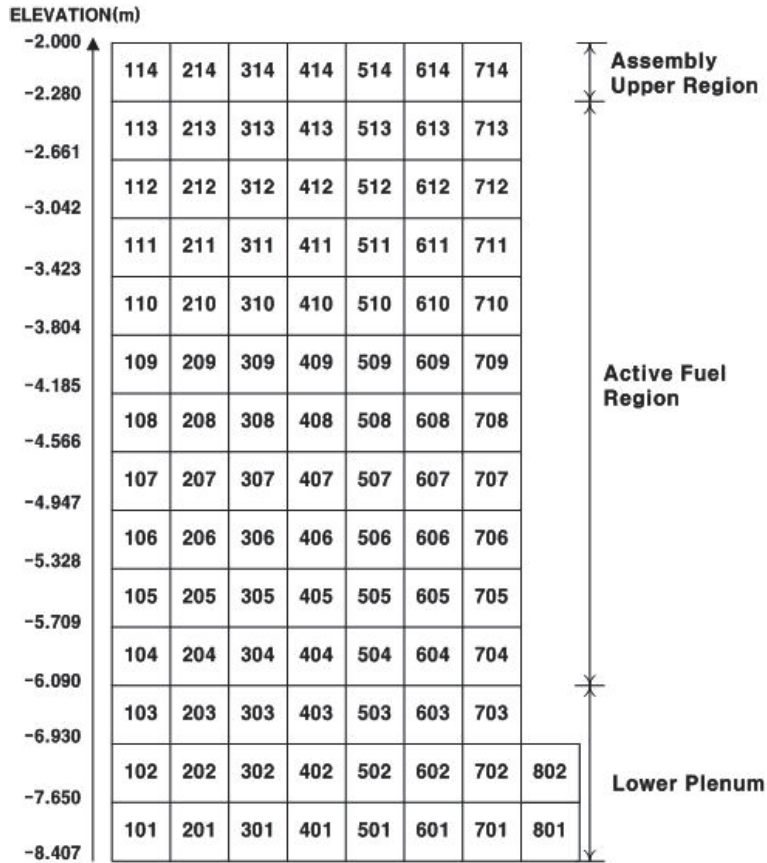 ELEVATION(m)
-2.000
114 214 314 414 514 614 714
Assembly
Upper Region
-2.280
113 213 313 413 513 613 713
-2.661
112 212 312 412 512 612 712
-3.042
111 211 311 411 511 611 711
-3.423
110 210 310 410 510 610 710
-3.804
109 209 309 409 509 609 709
Active Fuel
Region
-4.185
108 208 308 408 508 608 708
-4.566
107 207 307 407 507 607 707
-4.947
106 206 306 406 506 606 706
-5.328
105 205 305 405 505 605 705
-5.709
104 204 304 404 504 604 704
-6.090
103 203 303 403 503 603 703
-6.930
102 202 302 402 502 602 702 802
Lower Plenum
-7.650
101 201 301 401 501 601 701 801
-8.407